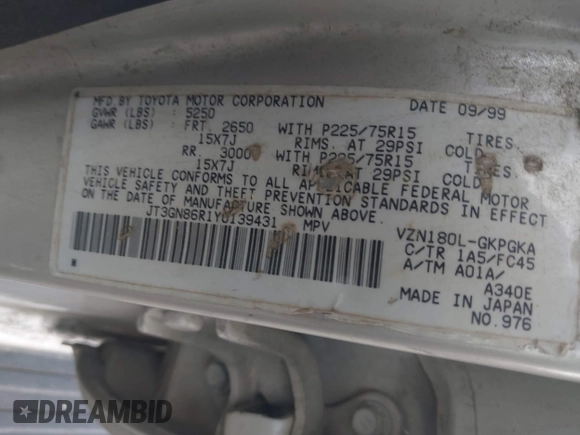 MFD.BY TOYOTA MOTOR CORPORATION DATE 09/99
GVWR (LBS) : 5250
GAWR (LBS) : FRT. 2650 WITH P225/75R15 TIRES,
15X7J RIMS. AT 29PSI COLD
RR. 3000 WITH P225/75R15 TIRES,
15X7J RIMS. AT 29PSI COLD
THIS VEHICLE CONFORMS TO ALL APPLICABLE FEDERAL MOTOR
VEHICLE SAFETY AND THEFT PREVENTION STANDARDS IN EFFECT
ON THE DATE OF MANUFACTURE SHOWN ABOVE.
JT3GN86R1Y0139431 MPV
VZN180L-GKPGKA
C/TR 1A5/FC45
A/TM A01A/
A340E
MADE IN JAPAN
NO.976
DREAMBID